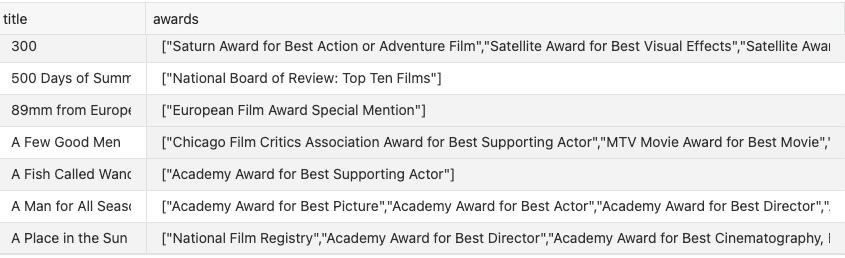 title awards
300 ["Saturn Award for Best Action or Adventure Film","Satellite Award for Best Visual Effects","Satellite Awar
500 Days of Summ ["National Board of Review: Top Ten Films"]
89mm from Europe ["European Film Award Special Mention"]
A Few Good Men ["Chicago Film Critics Association Award for Best Supporting Actor","MTV Movie Award for Best Movie","
A Fish Called Wand ["Academy Award for Best Supporting Actor"]
A Man for All Seaso ["Academy Award for Best Picture","Academy Award for Best Actor","Academy Award for Best Director",".
A Place in the Sun ["National Film Registry","Academy Award for Best Director","Academy Award for Best Cinematography,